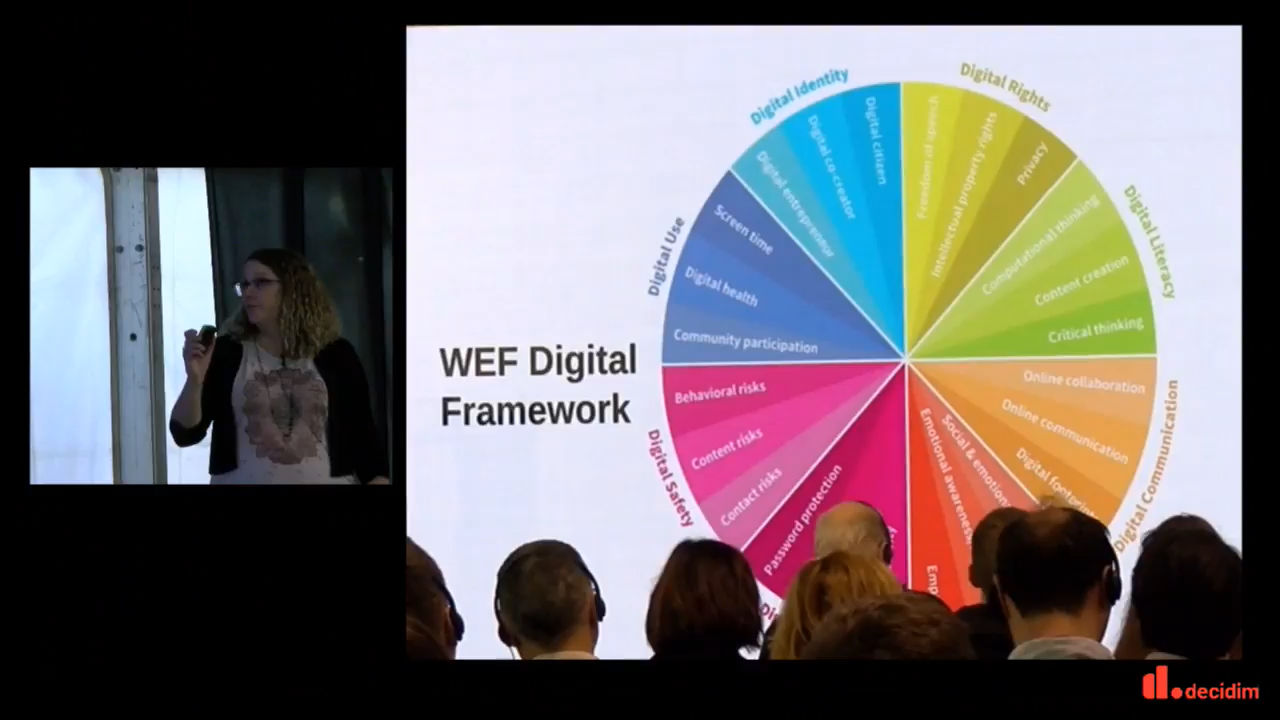 WEF Digital
Framework
Digital Identity
Digital entrepreneur
Digital co-creator
Digital citizen
Digital Rights
Freedom of speech
Intellectual property rights
Privacy
Digital Literacy
Computational thinking
Content creation
Critical thinking
Digital Communication
Online collaboration
Online communication
Digital footprints
Social &
Emotional awareness
Digital Safety
Behavioral risks
Content risks
Contact risks
Password protection
Digital Use
Screen time
Digital health
Community participation
d.decidim